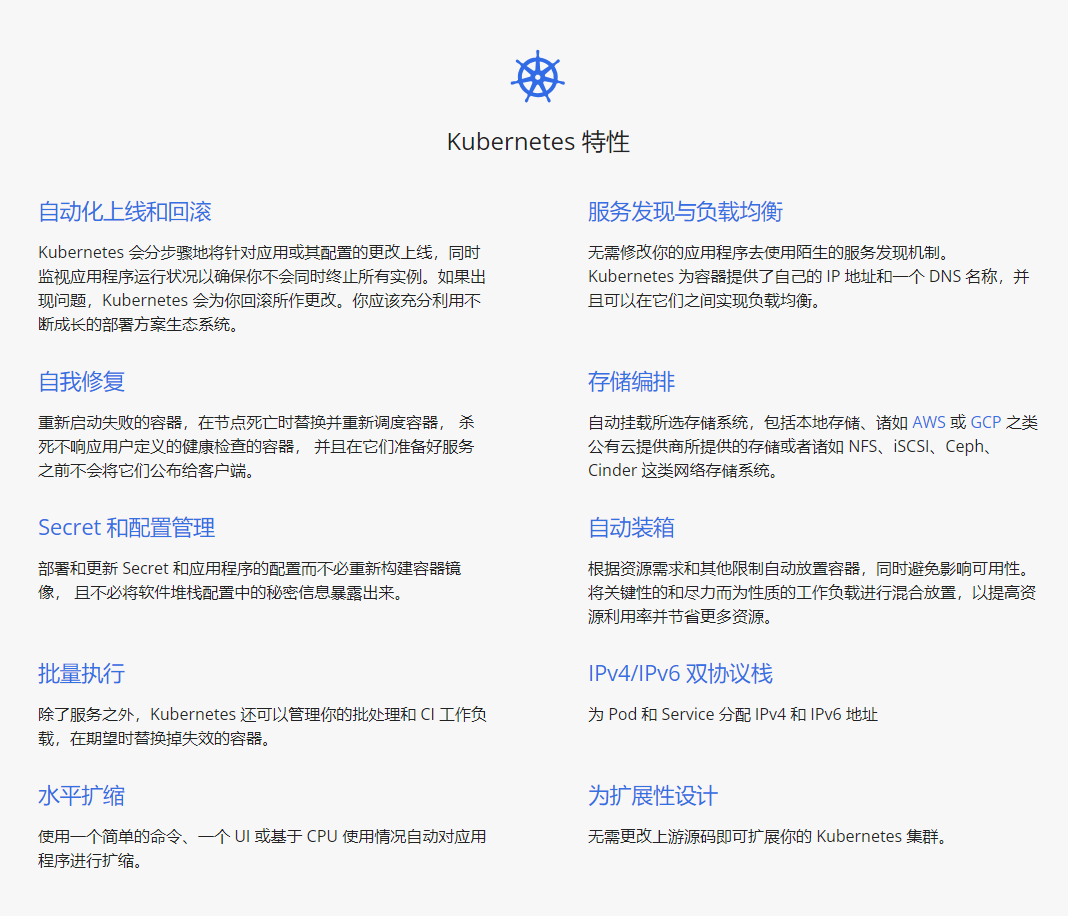 Kubernetes 特性
自动化上线和回滚
Kubernetes 会分步骤地将针对应用或其配置的更改上线，同时
监视应用程序运行状况以确保你不会同时终止所有实例。如果出
现问题，Kubernetes 会为你回滚所作更改。你应该充分利用不
断成长的部署方案生态系统。
服务发现与负载均衡
无需修改你的应用程序去使用陌生的服务发现机制。
Kubernetes 为容器提供了自己的 IP 地址和一个 DNS 名称，并
且可以在它们之间实现负载均衡。
自我修复
重新启动失败的容器，在节点死亡时替换并重新调度容器， 杀
死不响应用户定义的健康检查的容器， 并且在它们准备好服务
之前不会将它们公布给客户端。
存储编排
自动挂载所选存储系统，包括本地存储、诸如 AWS 或 GCP 之类
公有云提供商所提供的存储或者诸如 NFS、iSCSI、Ceph、
Cinder 这类网络存储系统。
Secret 和配置管理
部署和更新 Secret 和应用程序的配置而不必重新构建容器镜
像， 且不必将软件堆栈配置中的秘密信息暴露出来。
自动装箱
根据资源需求和其他限制自动放置容器，同时避免影响可用性。
将关键性的和尽力而为性质的工作负载进行混合放置，以提高资
源利用率并节省更多资源。
批量执行
除了服务之外，Kubernetes 还可以管理你的批处理和 CI 工作负
载，在期望时替换掉失效的容器。
IPv4/IPv6 双协议栈
为 Pod 和 Service 分配 IPv4 和 IPv6 地址
水平扩缩
使用一个简单的命令、一个 UI 或基于 CPU 使用情况自动对应用
程序进行扩缩。
为扩展性设计
无需更改上游源码即可扩展你的 Kubernetes 集群。